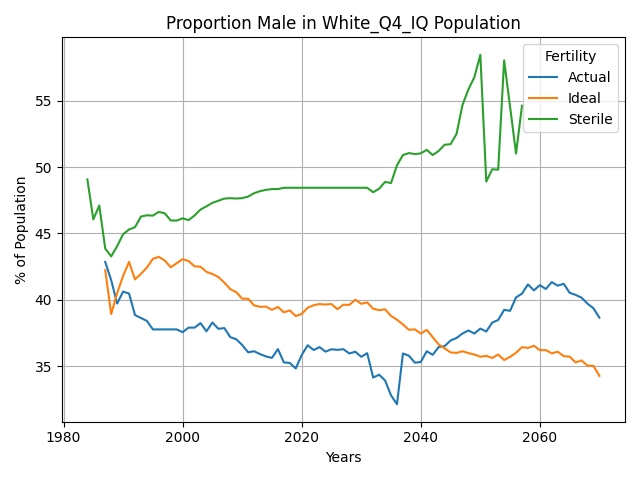 Proportion Male in White_Q4_IQ Population
Fertility
Actual
Ideal
Sterile
% of Population
55
50
45
40
35
1980
2000
2020
2040
2060
Years